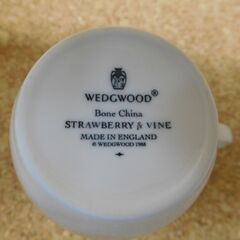 WEDGWOOD®
Bone China
STRAWBERRY & VINE
MADE IN ENGLAND
© WEDGWOOD 1988